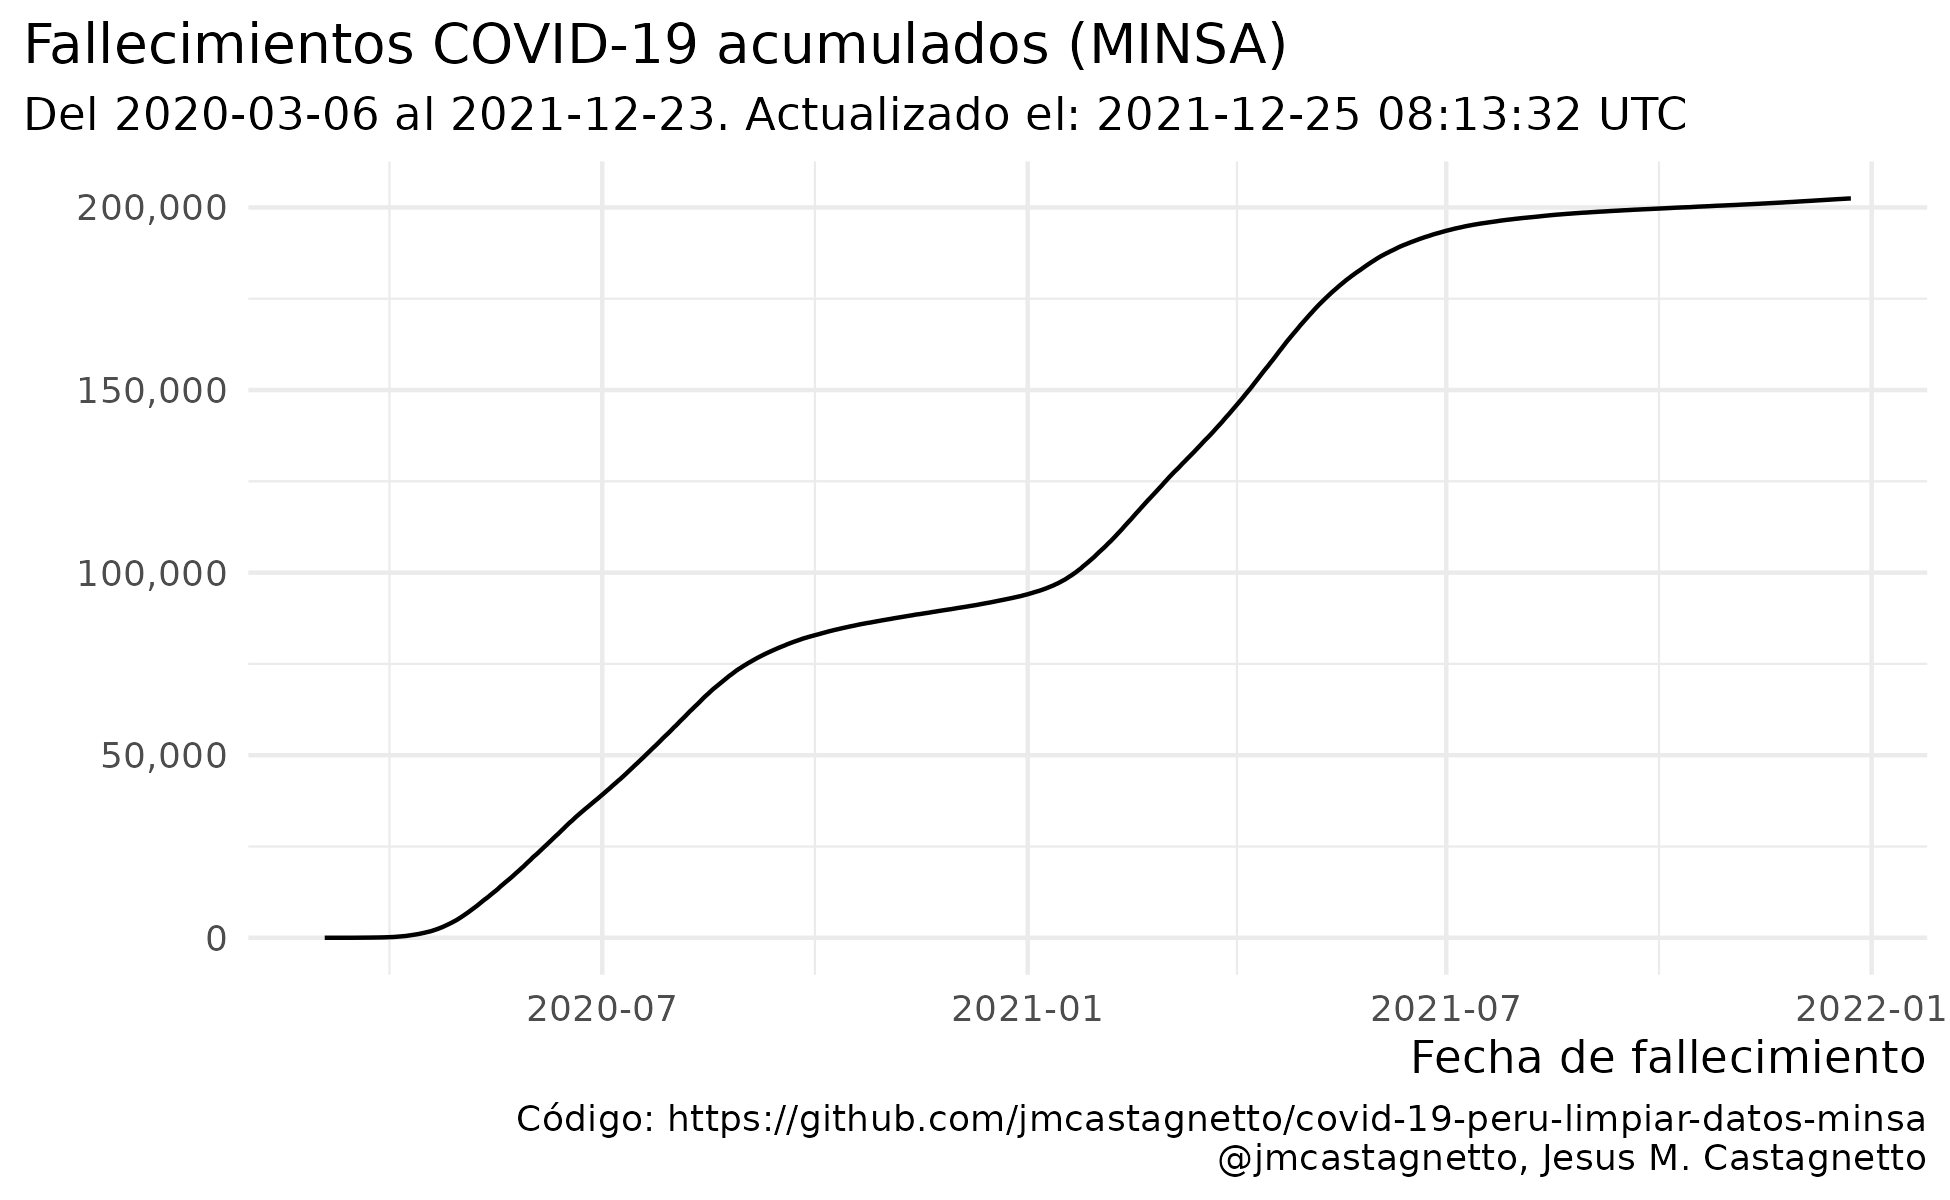 Fallecimientos COVID-19 acumulados (MINSA)
Del 2020-03-06 al 2021-12-23. Actualizado el: 2021-12-25 08:13:32 UTC
200,000
150,000
100,000
50,000
0
2020-07 2021-01 2021-07 2022-01
Fecha de fallecimiento
Código: https://github.com/jmcastagnetto/covid-19-peru-limpiar-datos-minsa
@jmcastagnetto, Jesus M. Castagnetto